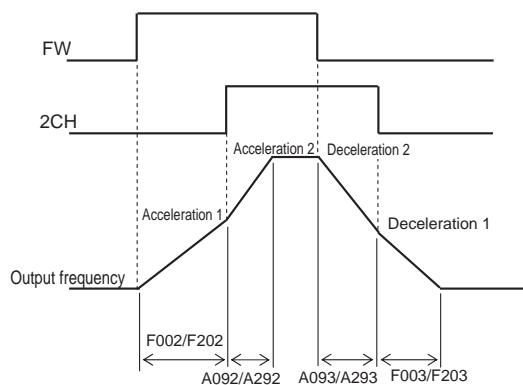 FW
2CH
Acceleration 2
Deceleration 2
Acceleration 1
Deceleration 1
Output frequency
F002/F202
F003/F203
A092/A292
A093/A293